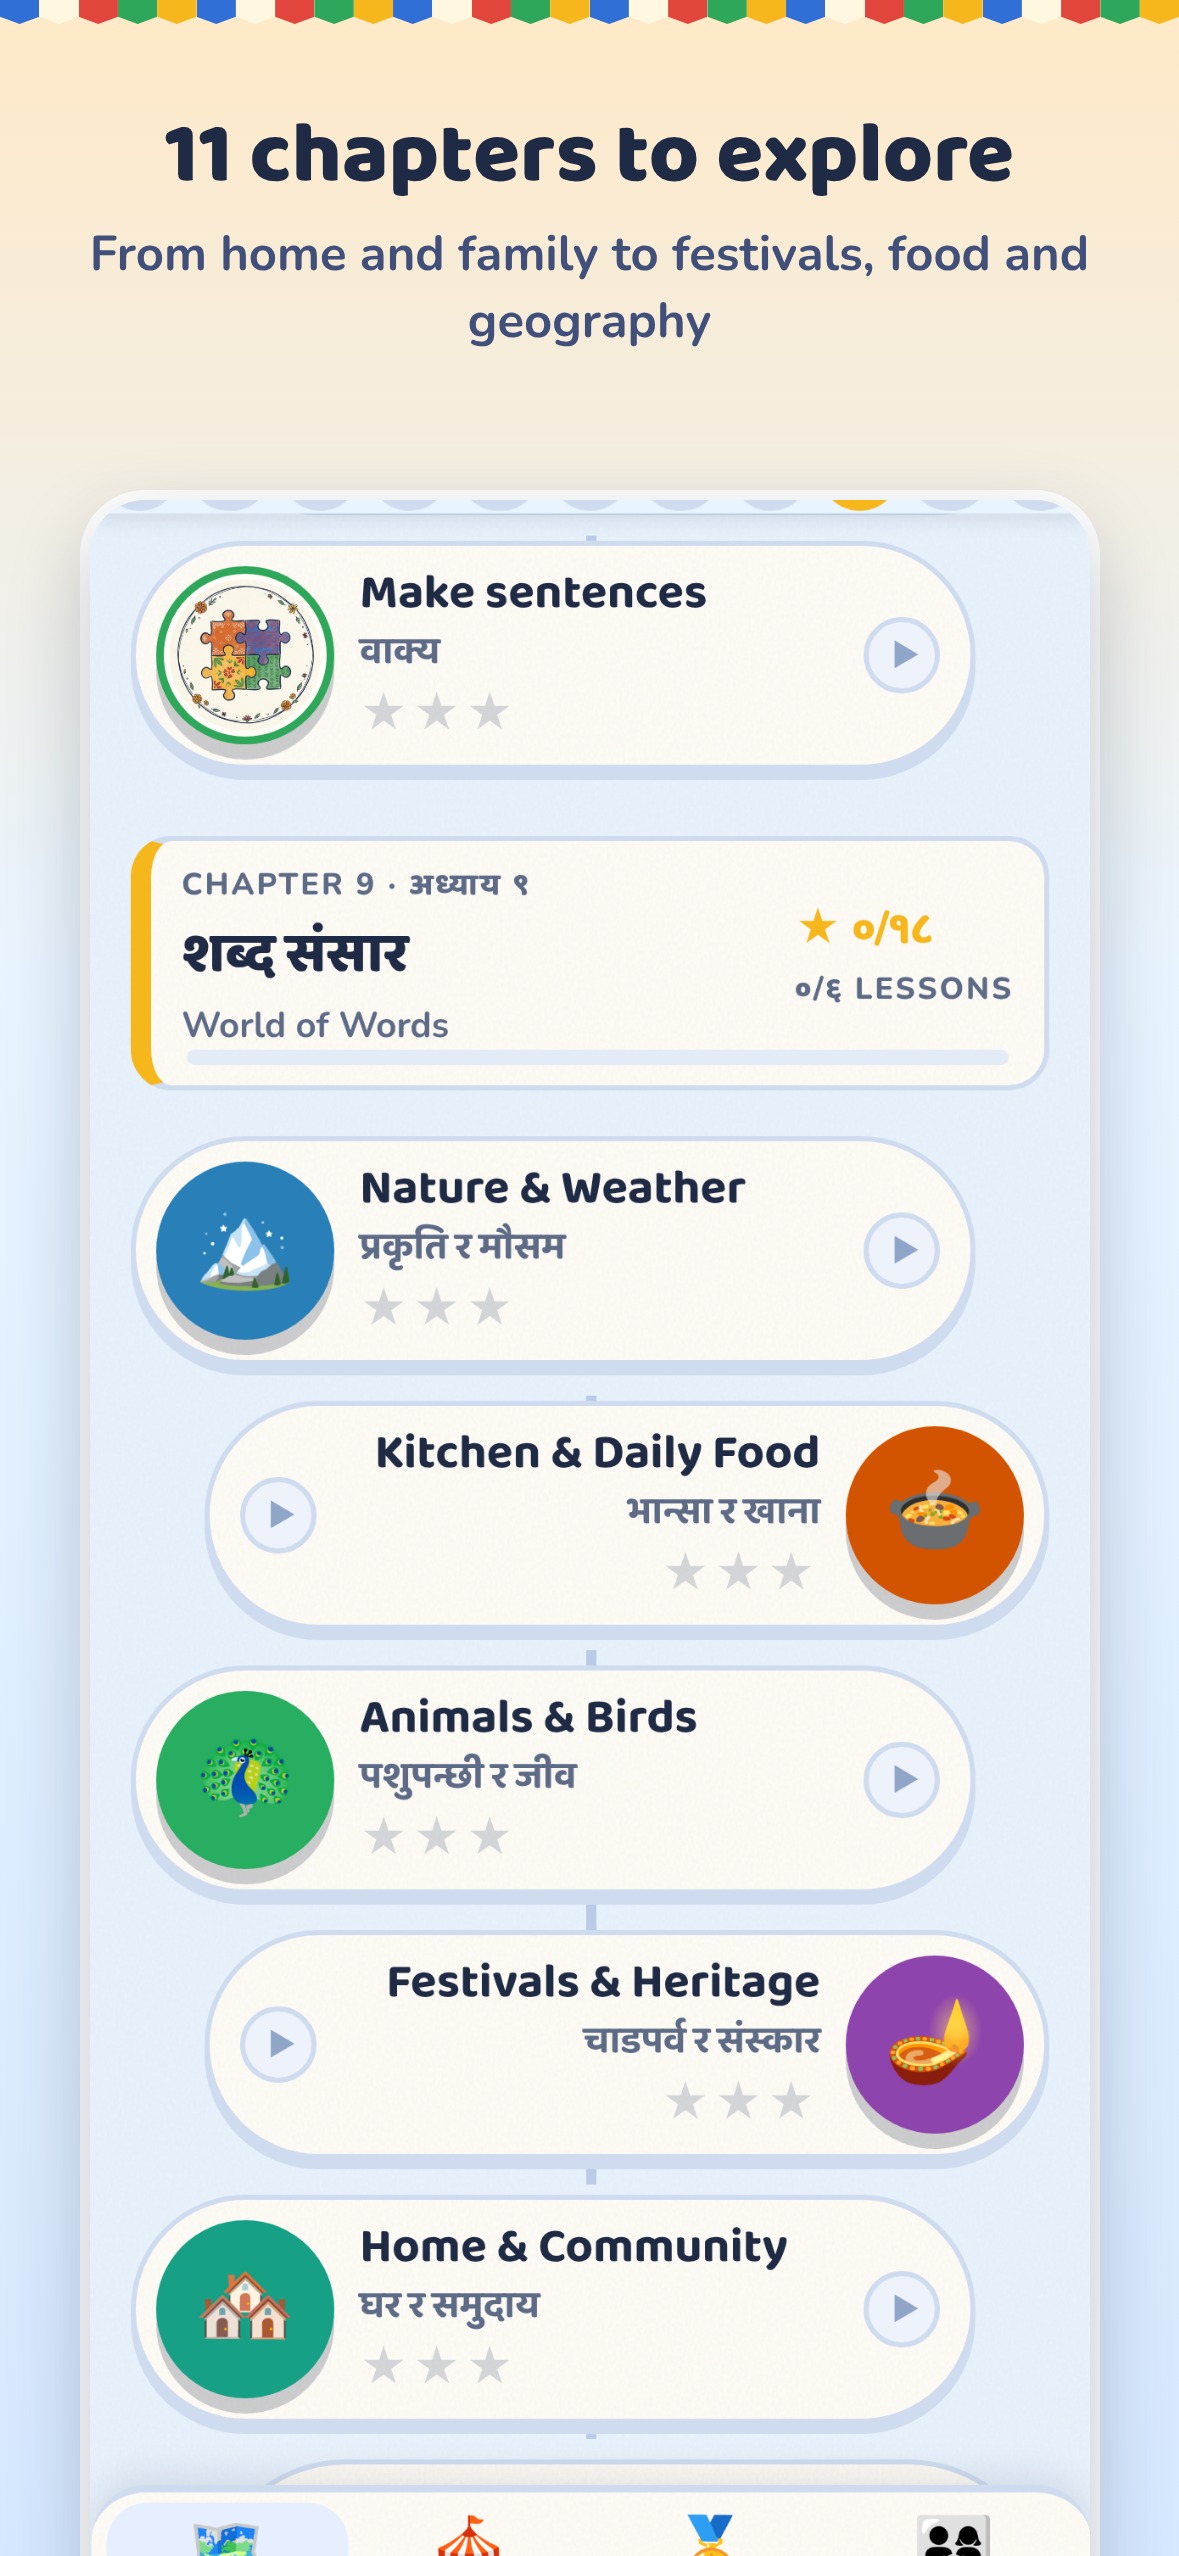 11 chapters to explore
From home and family to festivals, food and
geography
Make sentences
वाक्य
CHAPTER 9 · अध्याय ९
शब्द संसार
World of Words
★ ०/१८
०/६ LESSONS
Nature & Weather
प्रकृति र मौसम
Kitchen & Daily Food
भान्सा र खाना
Animals & Birds
पशुपन्छी र जीव
Festivals & Heritage
चाडपर्व र संस्कार
Home & Community
घर र समुदाय